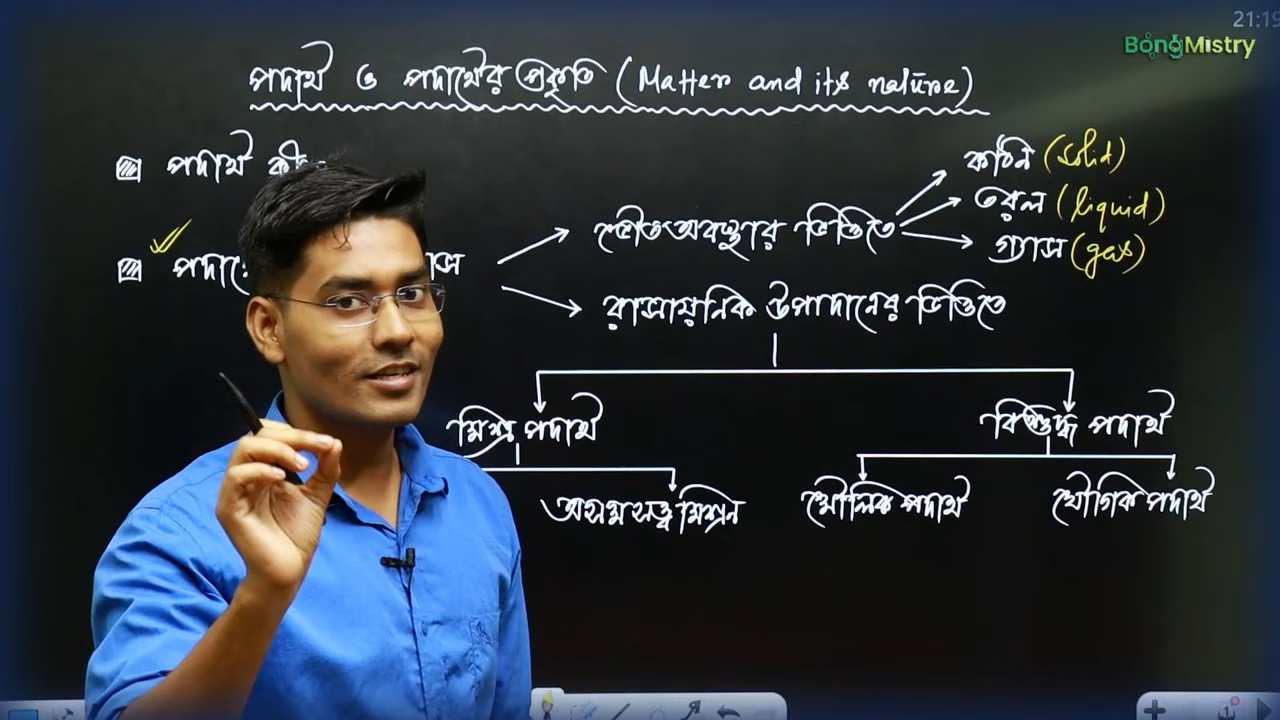 21:19
BongMistry
পদার্থ ও পদার্থের প্রকৃতি (Matter and its nature)
পদার্থ
কঠিন (solid)
তরল (liquid)
গ্যাস (gas)
ভৌত অবস্থার ভিত্তিতে
রাসায়নিক উপাদানের ভিত্তিতে
মিশ্র পদার্থ
বিশুদ্ধ পদার্থ
অসমসত্ত্ব মিশ্রন
মৌলিক পদার্থ
যৌগিক পদার্থ